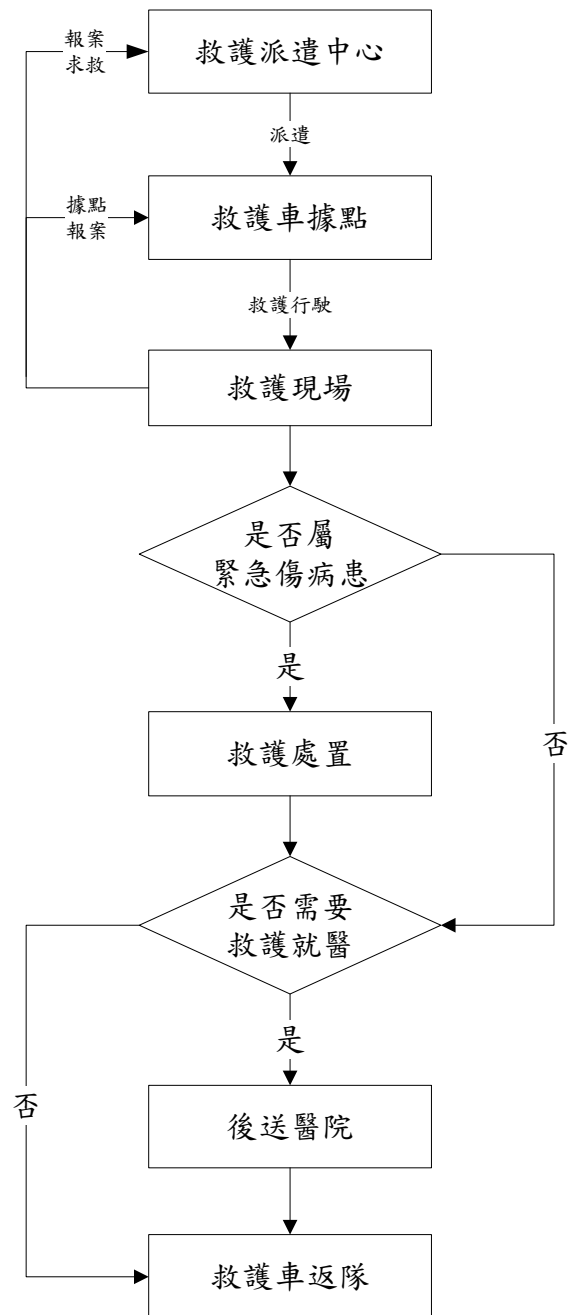 報案
求救
救護派遣中心
派遣
據點
報案
救護車據點
救護行駛
救護現場
是否屬
緊急傷病患
是
救護處置
否
是否需要
救護就醫
是
否
後送醫院
救護車返隊